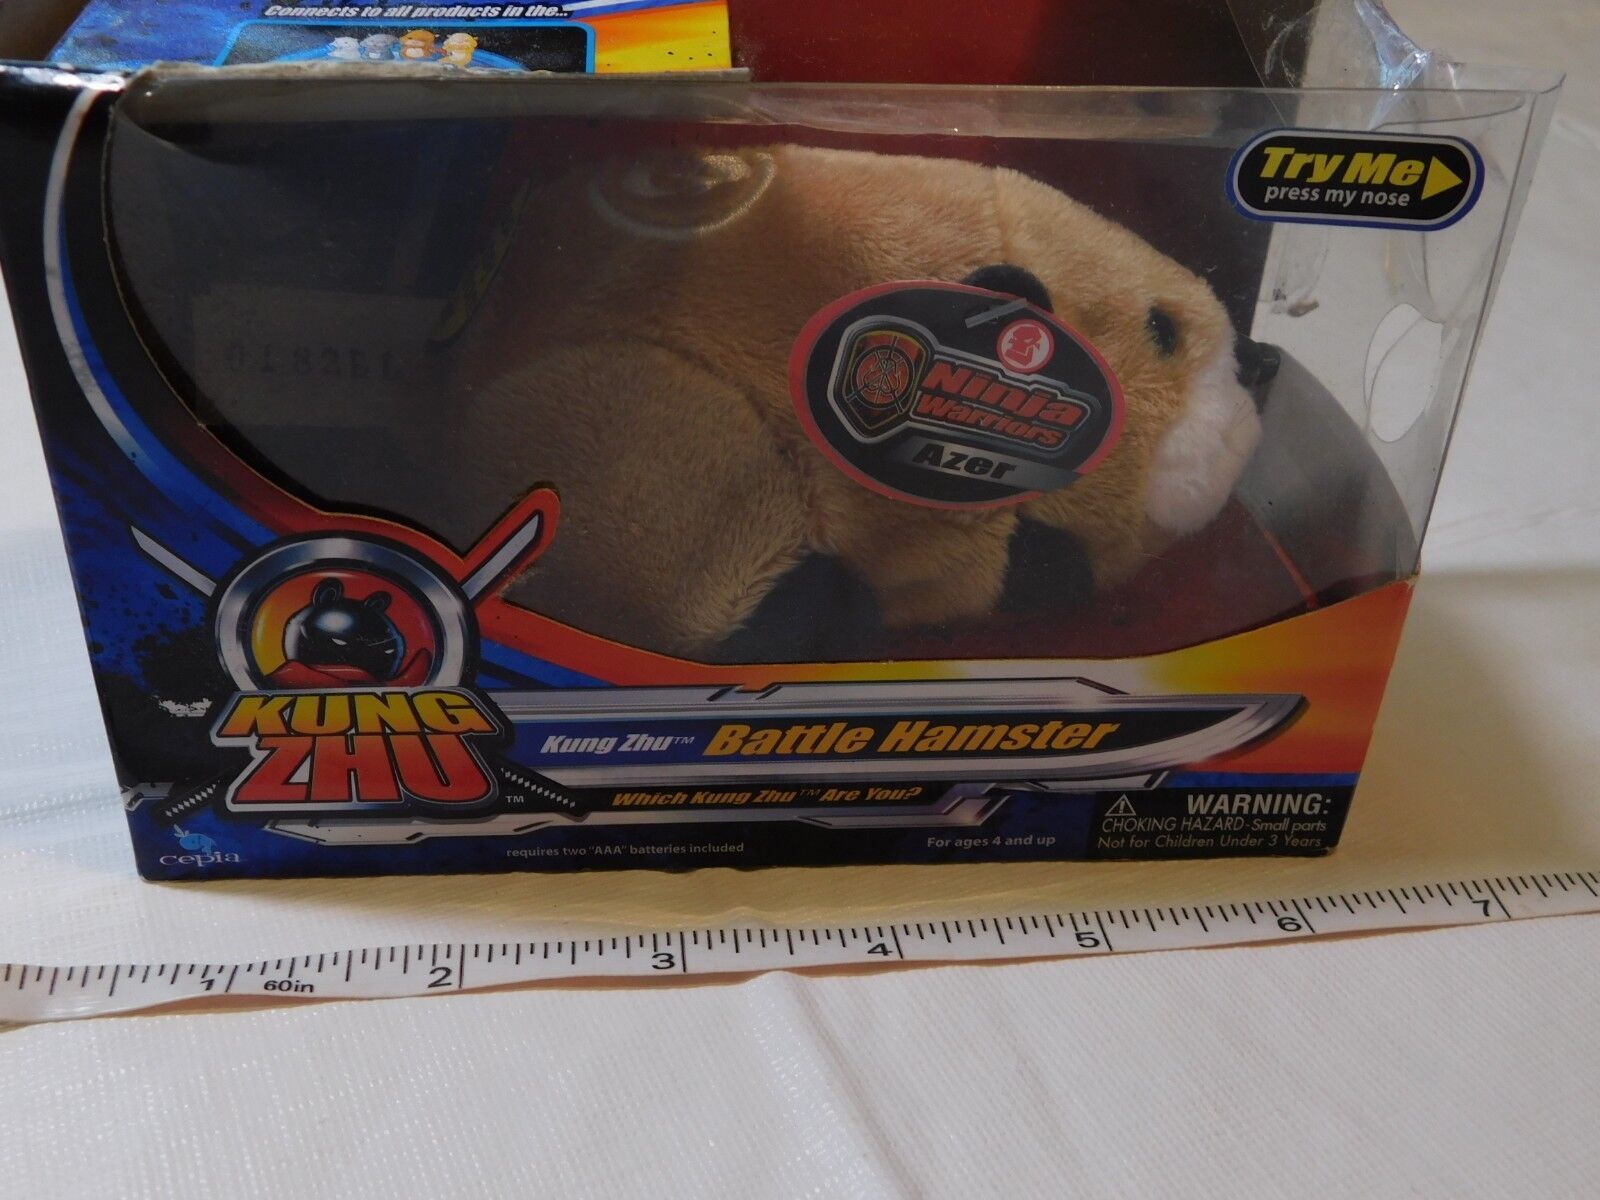 Connects to all products in the...
Try Me
press my nose
Ninja
Warriors
Azer
KUNG
ZHU
TM
Kung Zhu™ Battle Hamster
Which Kung Zhu™ Are You?
cepia
requires two "AAA" batteries included
For ages 4 and up
WARNING:
CHOKING HAZARD-Small parts
Not for Children Under 3 Years
1 60in 2 3 4 5 6 7